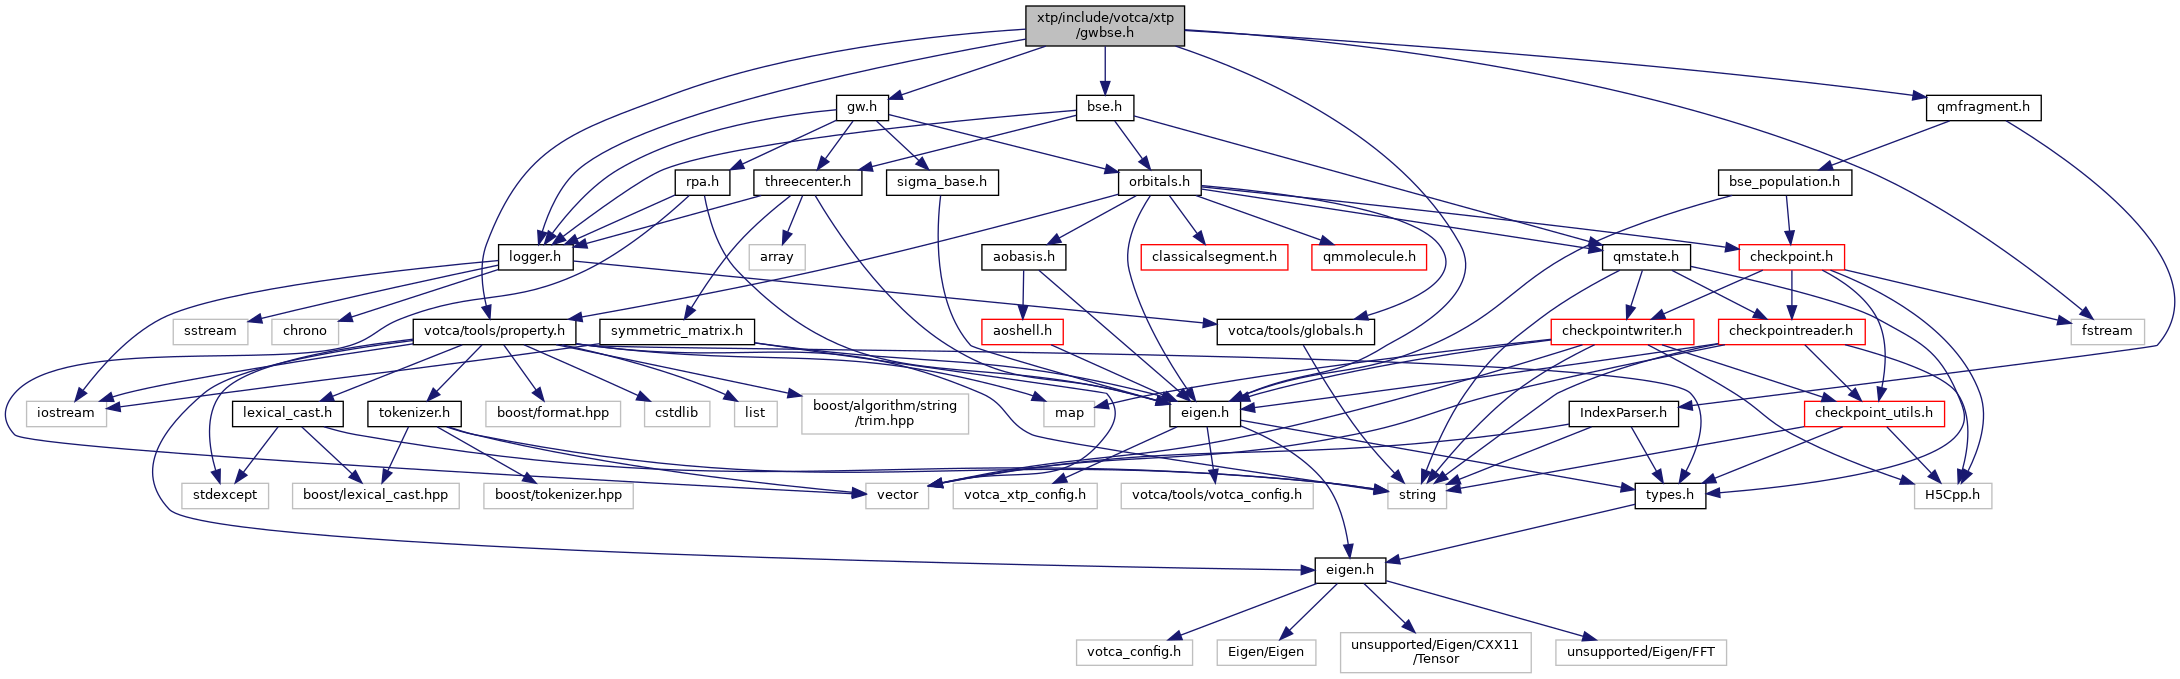 xtp/include/votca/xtp
/gwbse.h
gw.h
bse.h
qmfragment.h
rpa.h
threecenter.h
sigma_base.h
orbitals.h
bse_population.h
logger.h
array
aobasis.h
classicalsegment.h
qmmolecule.h
qmstate.h
checkpoint.h
sstream
chrono
votca/tools/property.h
symmetric_matrix.h
aoshell.h
votca/tools/globals.h
checkpointwriter.h
checkpointreader.h
fstream
iostream
lexical_cast.h
tokenizer.h
boost/format.hpp
cstdlib
list
boost/algorithm/string
/trim.hpp
map
eigen.h
IndexParser.h
checkpoint_utils.h
stdexcept
boost/lexical_cast.hpp
boost/tokenizer.hpp
vector
votca_xtp_config.h
votca/tools/votca_config.h
string
types.h
H5Cpp.h
eigen.h
votca_config.h
Eigen/Eigen
unsupported/Eigen/CXX11
/Tensor
unsupported/Eigen/FFT